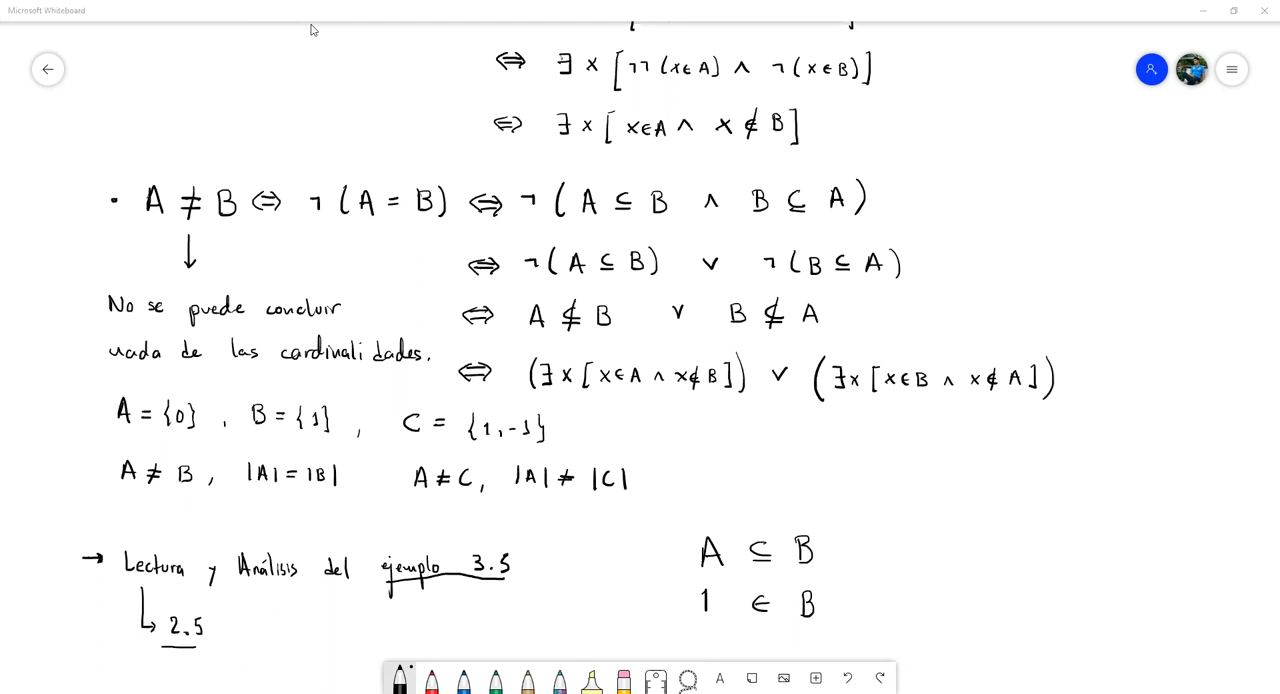 Microsoft Whiteboard
⇔ ∃x [¬¬(x∈A) ∧ ¬(x∈B)]
⇔ ∃x [x∈A ∧ x∉B]
· A ≠ B ⇔ ¬(A = B) ⇔ ¬(A ⊆ B ∧ B ⊆ A)
↓
⇔ ¬(A ⊆ B) ∨ ¬(B ⊆ A)
No se puede concluir
⇔ A ⊈ B ∨ B ⊈ A
nada de las cardinalidades.
⇔ (∃x [x∈A ∧ x∉B]) ∨ (∃x [x∈B ∧ x∉A])
A = {0} , B = {1} , C = {1,-1}
A ≠ B , |A| = |B| A ≠ C, |A| ≠ |C|
→ Lectura y Análisis del ejemplo 3.5
↳ 2.5
A ⊆ B
1 ∈ B
A